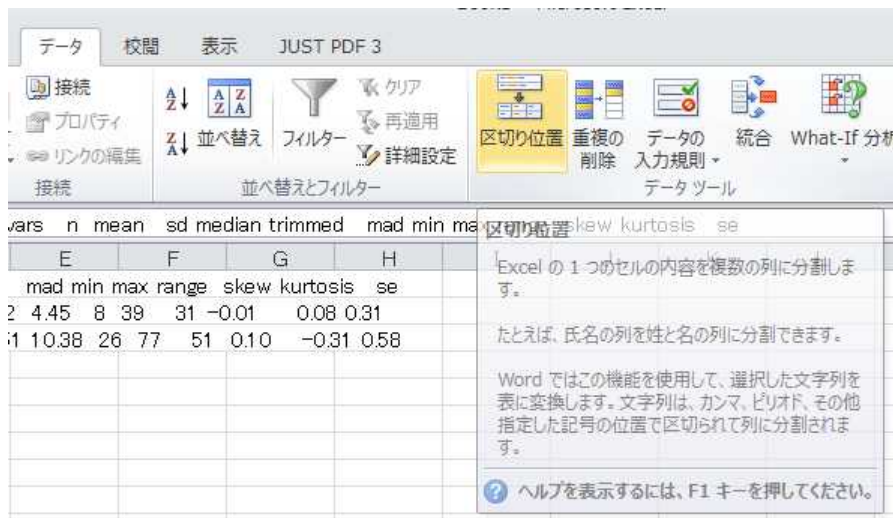 データ 校閲 表示 JUST PDF 3
接続 クリア
プロパティ 再適用
リンクの編集 並べ替え フィルター 詳細設定 区切り位置 重複の削除 データの入力規則 統合 What-If 分析
接続 並べ替えとフィルター データ ツール
vars n mean sd median trimmed mad min max range skew kurtosis se
E F G H
mad min max range skew kurtosis se
2 4.45 8 39 31 -0.01 0.08 0.31
51 10.38 26 77 51 0.10 -0.31 0.58
区切り位置
Excel の 1 つのセルの内容を複数の列に分割しま
す。
たとえば、氏名の列を姓と名の列に分割できます。
Word ではこの機能を使用して、選択した文字列を
表に変換します。文字列は、カンマ、ピリオド、その他
指定した記号の位置で区切られて列に分割されま
す。
ヘルプを表示するには、F1 キーを押してください。